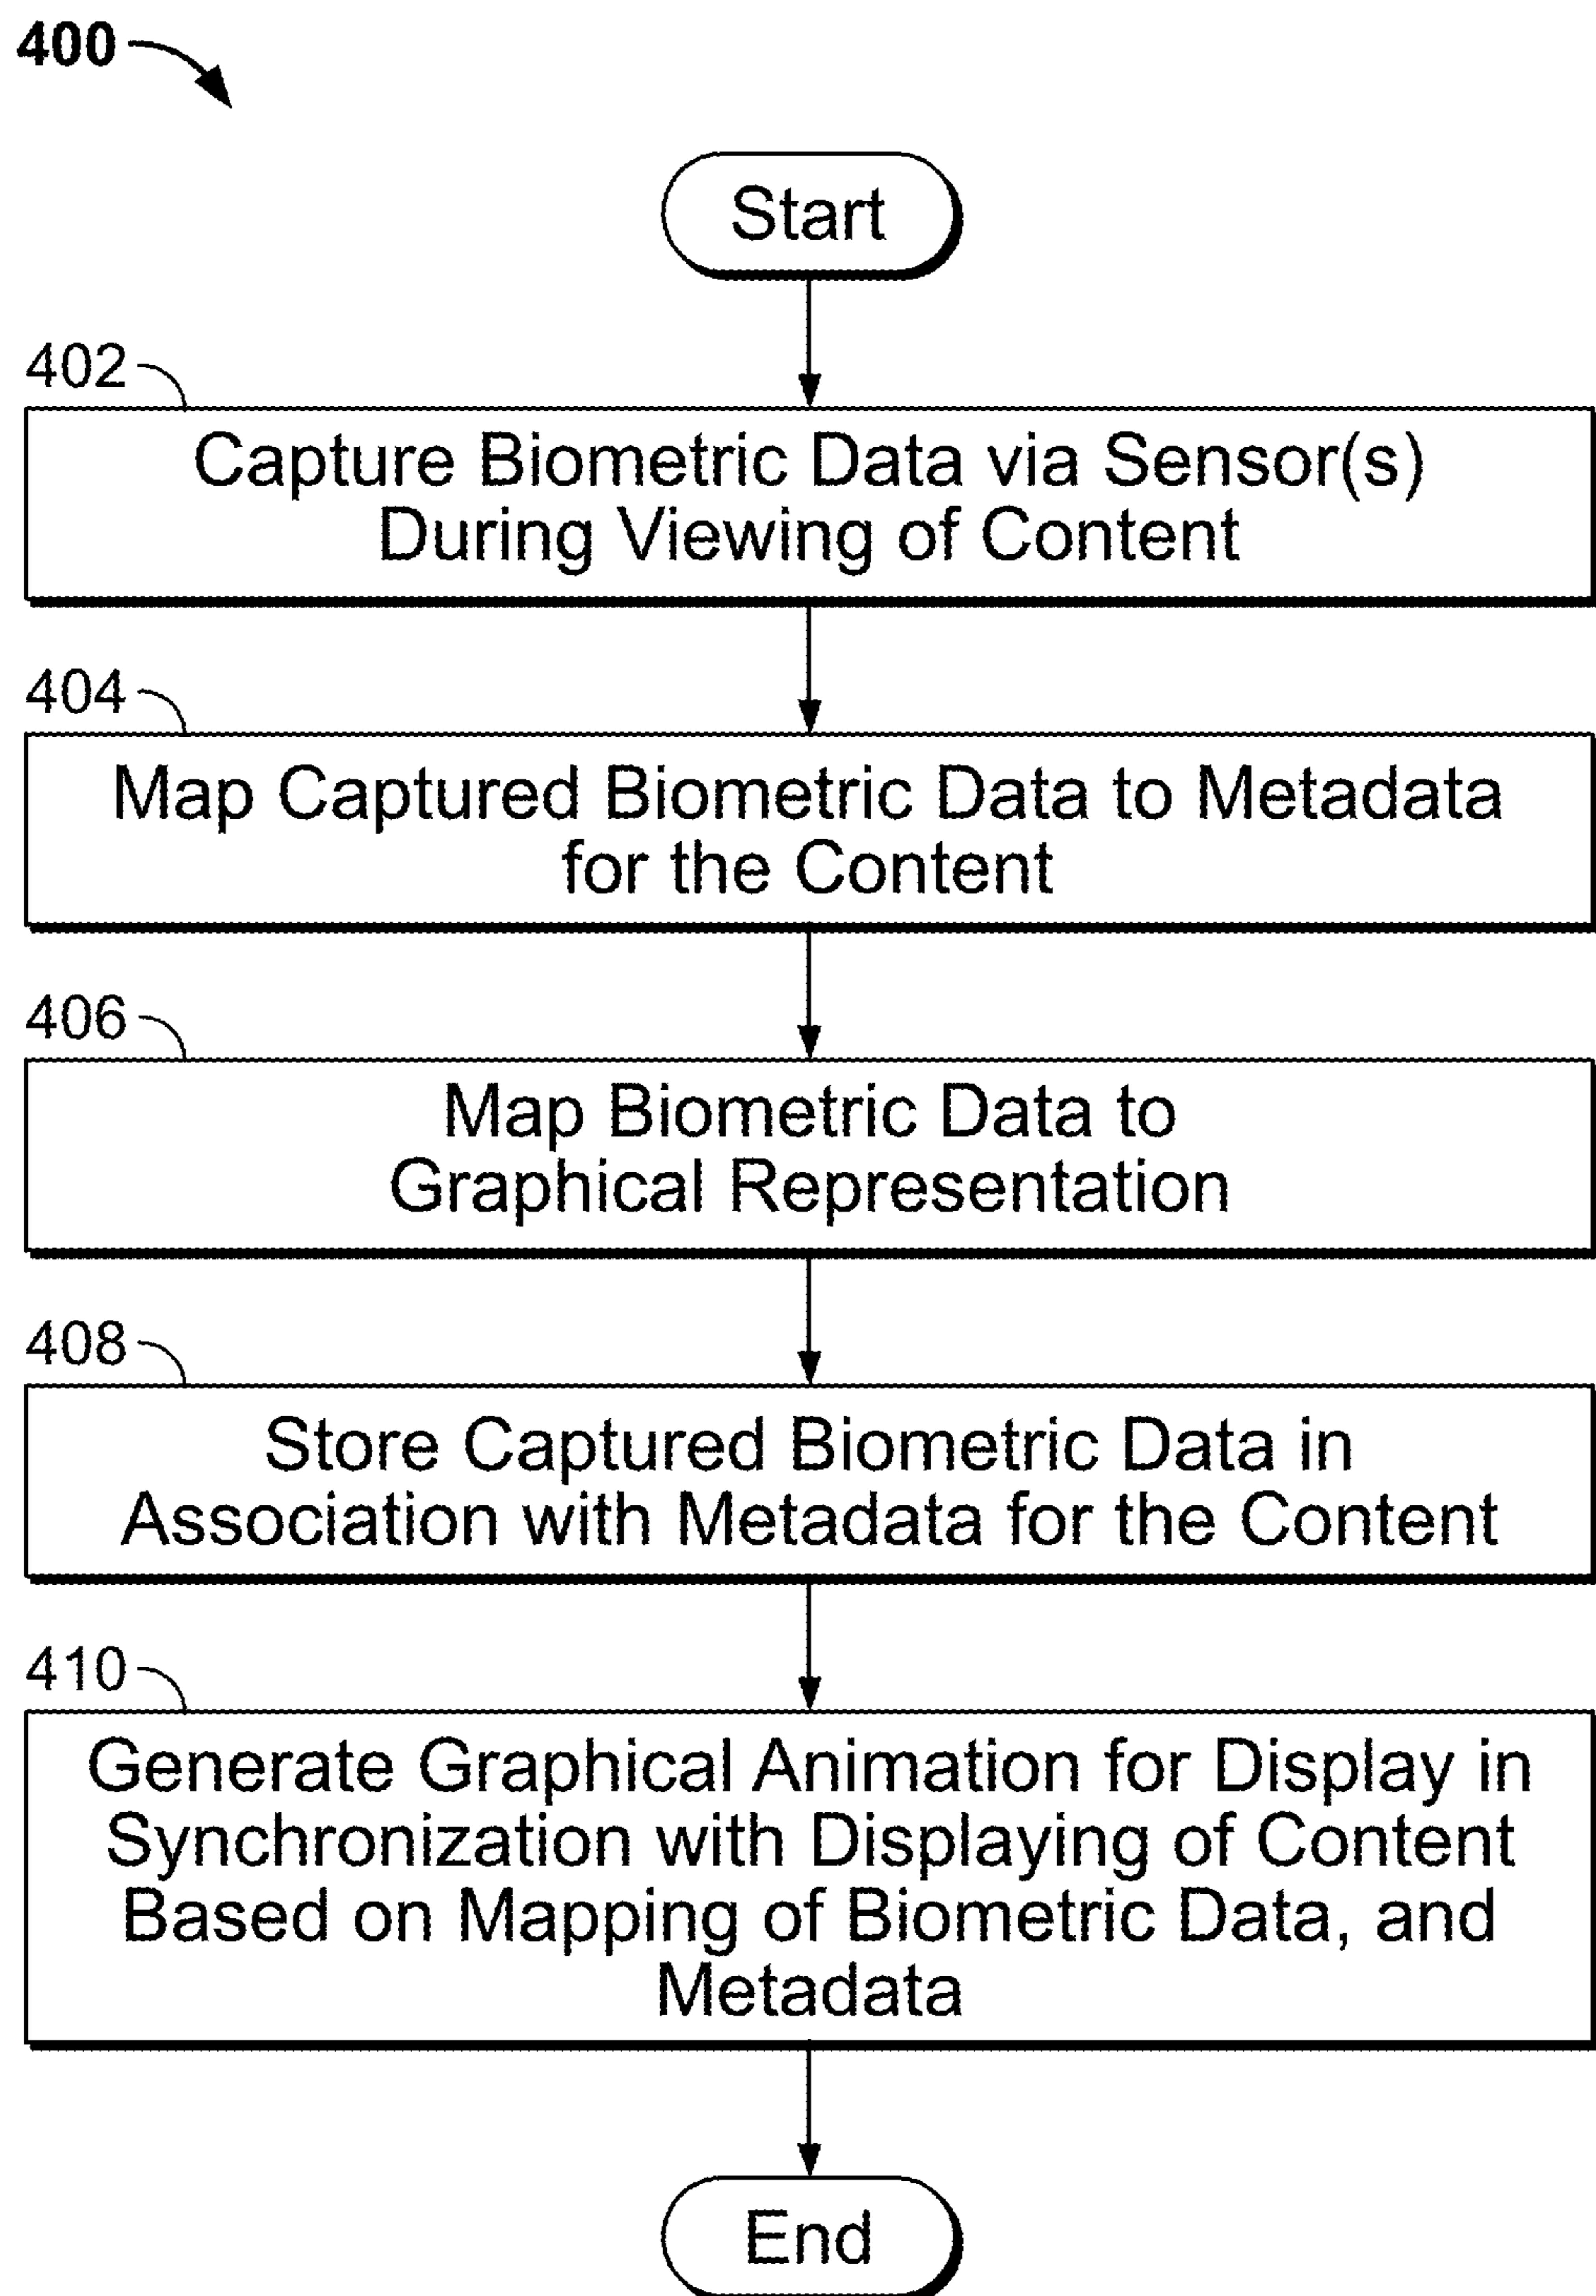 400
Start
402
Capture Biometric Data via Sensor(s)
During Viewing of Content
404
Map Captured Biometric Data to Metadata
for the Content
406
Map Biometric Data to
Graphical Representation
408
Store Captured Biometric Data in
Association with Metadata for the Content
410
Generate Graphical Animation for Display in
Synchronization with Displaying of Content
Based on Mapping of Biometric Data, and
Metadata
End